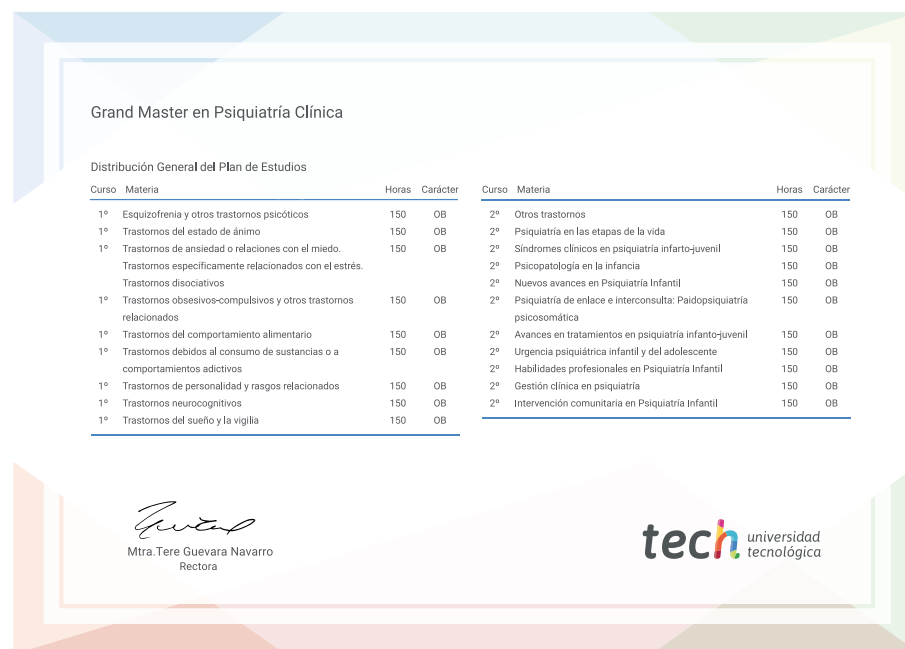 Grand Master en Psiquiatría Clínica
Distribución General del Plan de Estudios
Curso Materia Horas Carácter
1º Esquizofrenia y otros trastornos psicóticos 150 OB
1º Trastornos del estado de ánimo 150 OB
1º Trastornos de ansiedad o relaciones con el miedo. 150 OB
Trastornos específicamente relacionados con el estrés.
Trastornos disociativos
1º Trastornos obsesivos-compulsivos y otros trastornos 150 OB
relacionados
1º Trastornos del comportamiento alimentario 150 OB
1º Trastornos debidos al consumo de sustancias o a 150 OB
comportamientos adictivos
1º Trastornos de personalidad y rasgos relacionados 150 OB
1º Trastornos neurocognitivos 150 OB
1º Trastornos del sueño y la vigilia 150 OB
Curso Materia Horas Carácter
2º Otros trastornos 150 OB
2º Psiquiatría en las etapas de la vida 150 OB
2º Síndromes clínicos en psiquiatría infarto-juvenil 150 OB
2º Psicopatología en la infancia 150 OB
2º Nuevos avances en Psiquiatría Infantil 150 OB
2º Psiquiatría de enlace e interconsulta: Paidopsiquiatría 150 OB
psicosomática
2º Avances en tratamientos en psiquiatría infanto-juvenil 150 OB
2º Urgencia psiquiátrica infantil y del adolescente 150 OB
2º Habilidades profesionales en Psiquiatría Infantil 150 OB
2º Gestión clínica en psiquiatría 150 OB
2º Intervención comunitaria en Psiquiatría Infantil 150 OB
Mtra.Tere Guevara Navarro
Rectora
tech universidad
tecnológica